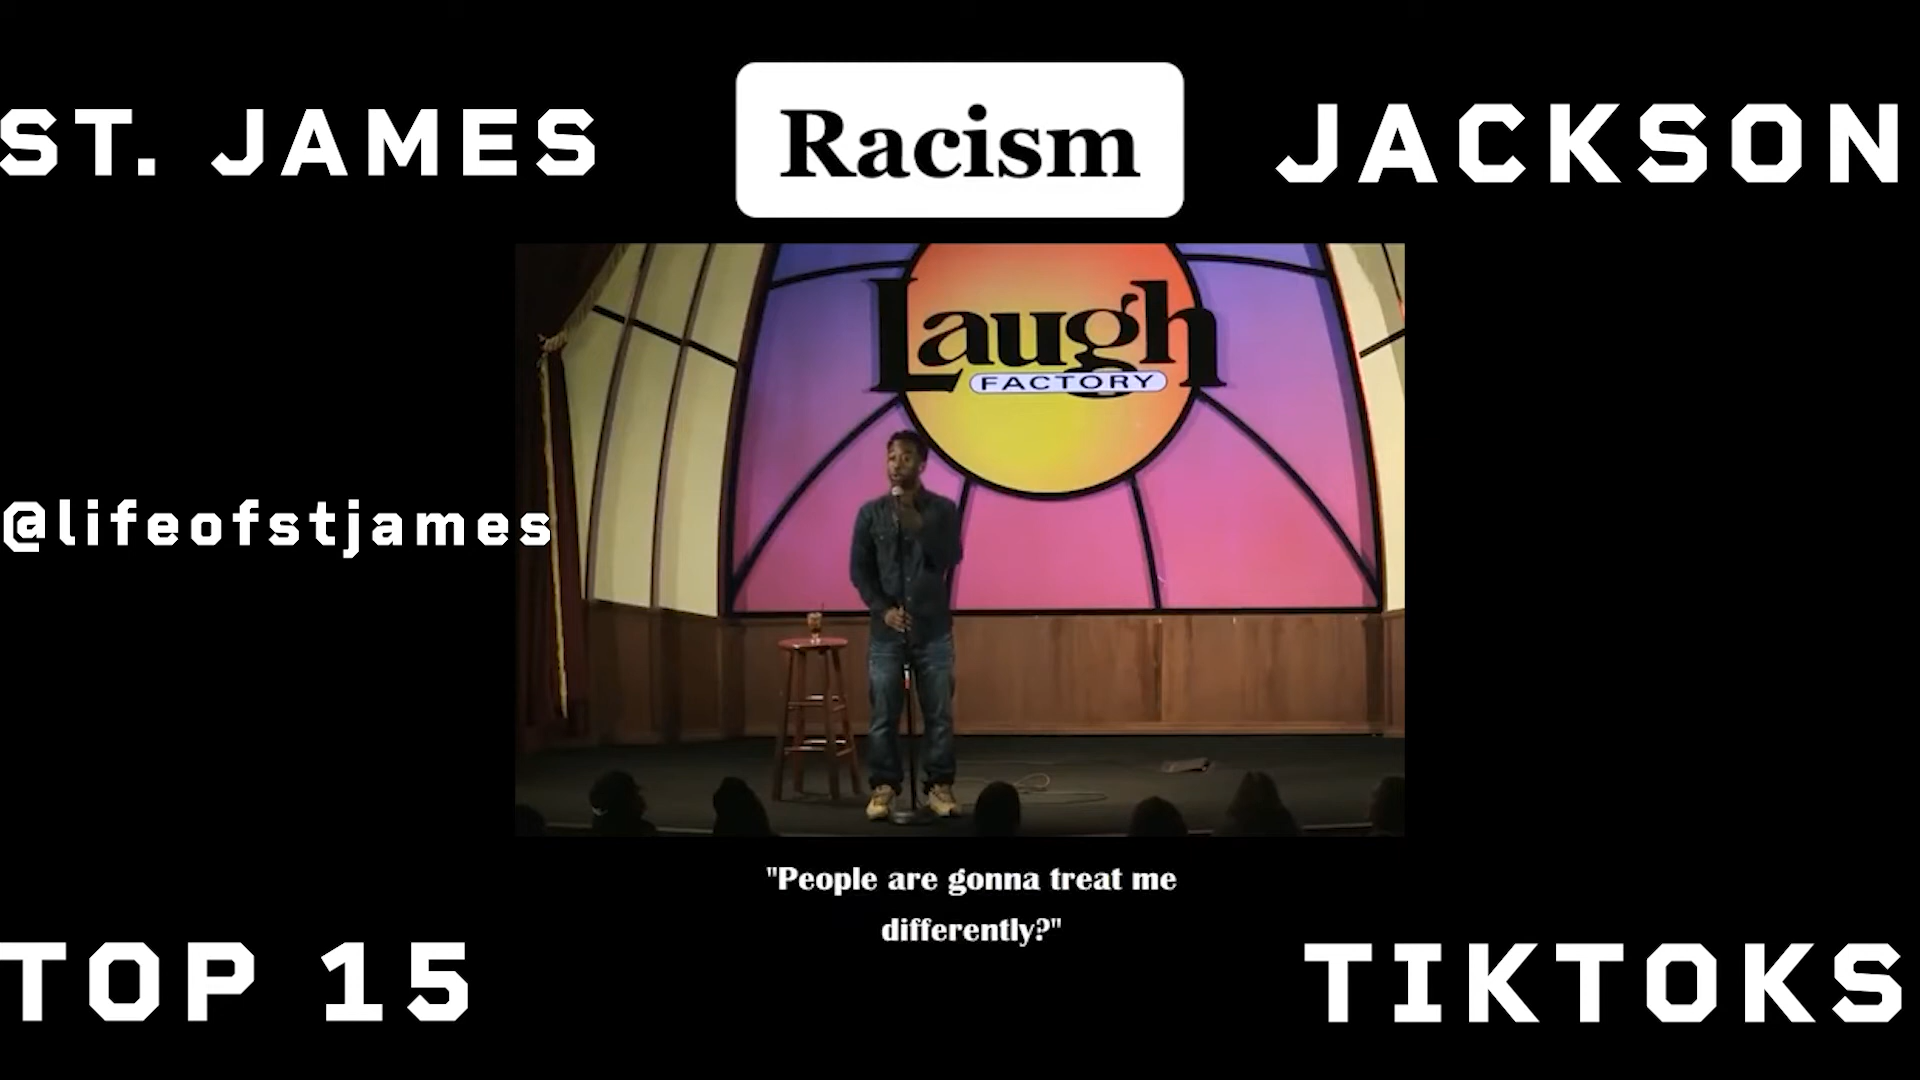 ST. JAMES
Racism
JACKSON
Laugh
FACTORY
@lifeofstjames
"People are gonna treat me
differently?"
TOP 15
TIKTOKS